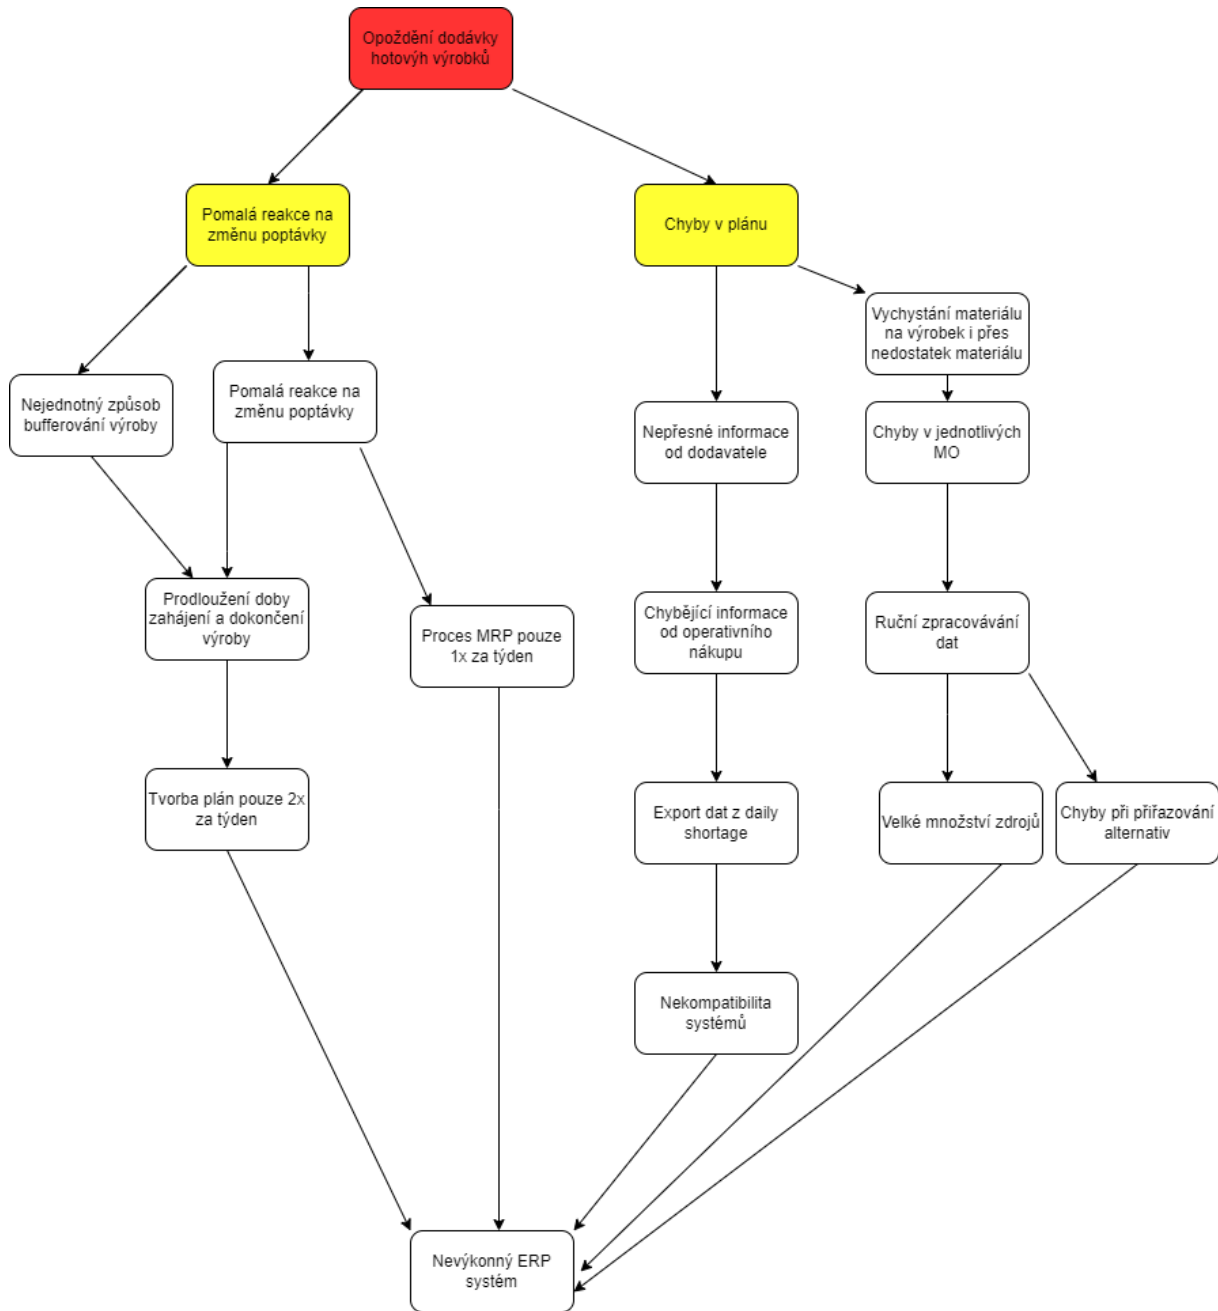 Opoždění dodávky
hotovýh výrobků
Pomalá reakce na
změnu poptávky
Chyby v plánu
Vychystání materiálu
na výrobek i přes
nedostatek materiálu
Nejednotný způsob
bufferování výroby
Pomalá reakce na
změnu poptávky
Nepřesné informace
od dodavatele
Chyby v jednotlivých
MO
Prodloužení doby
zahájení a dokončení
výroby
Proces MRP pouze
1x za týden
Chybějící informace
od operativního
nákupu
Ruční zpracovávání
dat
Tvorba plán pouze 2x
za týden
Export dat z daily
shortage
Velké množství zdrojů
Chyby při přiřazování
alternativ
Nekompatibilita
systémů
Nevýkonný ERP
systém